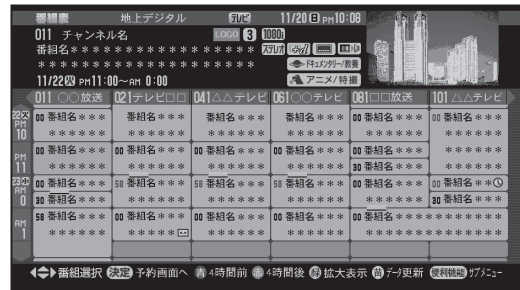 番組表 地上デジタル テレビ 11/20 日 PM10:08
011 チャンネル名 LOGO 3 1000i
番組名＊＊＊＊＊＊＊＊＊＊＊＊＊
＊＊＊＊＊＊＊＊＊＊＊＊＊＊＊＊ ドキュメンタリー/教養
11/22 火 PM11:00～AM 0:00 アニメ/特撮
011 ○○放送 021テレビ□□ 041△△テレビ 061○○テレビ 081□□放送 101△△テレビ
22火 PM 10 00 番組名＊＊＊ 番組名＊＊＊ 番組名＊＊＊ 00 番組名＊＊＊ 00 番組名＊＊＊ 00 番組名＊＊＊
＊＊＊＊＊ ＊＊＊＊＊ ＊＊＊＊＊ ＊＊＊＊＊ ＊＊＊＊＊ ＊＊＊＊＊
PM 11 00 番組名＊＊＊ 00 番組名＊＊＊ 00 番組名＊＊＊ 00 番組名＊＊＊ 00 番組名＊＊＊ ＊＊＊＊＊
＊＊＊＊＊ ＊＊＊＊＊ ＊＊＊＊＊ ＊＊＊＊＊ 30 番組名＊＊＊ ＊＊＊＊＊
23水 AM 0 00 番組名＊＊＊ 58 番組名＊＊＊ 58 番組名＊＊＊ 58 番組名＊＊＊ 00 番組名＊＊＊ 00 番組名＊＊
30 番組名＊＊＊ ＊＊＊＊＊ ＊＊＊＊＊ ＊＊＊＊＊ ＊＊＊＊＊ 30 番組名＊＊＊
AM 1 58 番組名＊＊＊ 00 番組名＊＊＊ 00 番組名＊＊＊ 00 番組名＊＊＊ 00 番組名＊＊＊＊＊＊＊＊＊＊
＊＊＊＊＊ ＊＊＊＊＊ ＊＊＊＊＊ ＊＊＊＊＊ ＊＊＊＊＊＊＊＊＊＊＊＊
番組選択 決定 予約画面へ 青 4時間前 赤 4時間後 緑 拡大表示 黄 データ更新 便利機能 サブメニュー